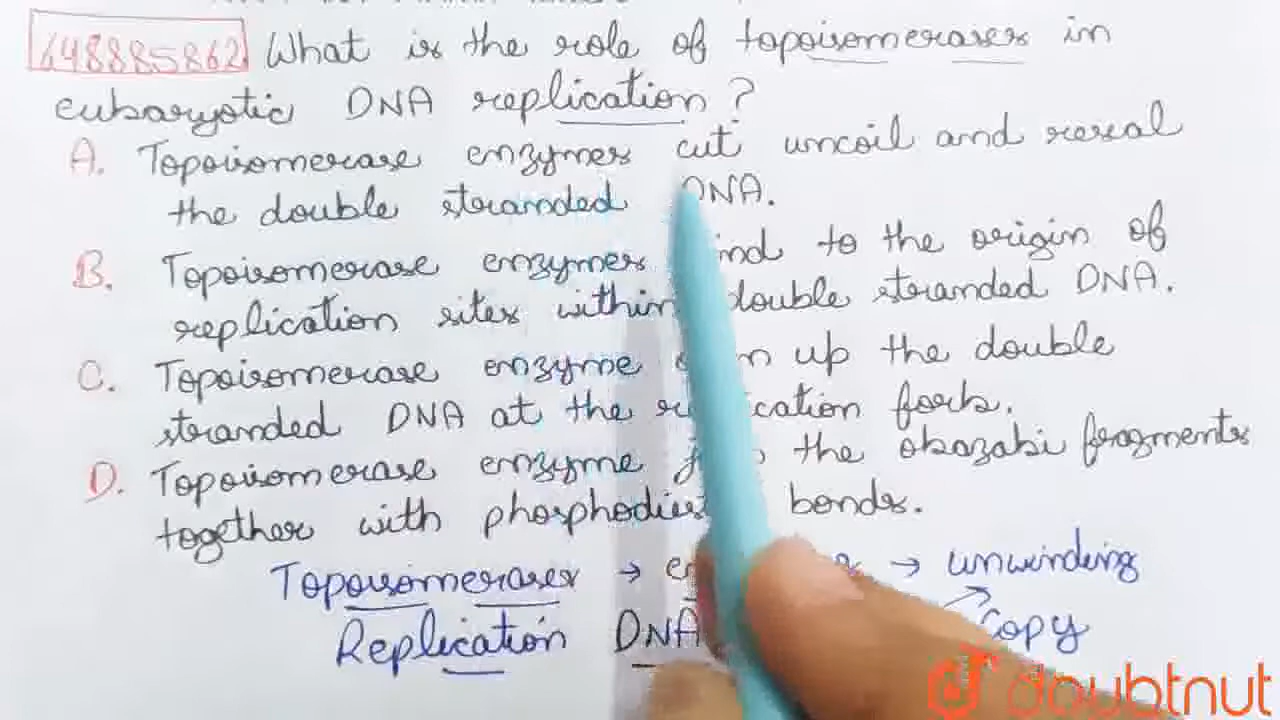 648885862 What is the role of topoisomerases in
eukaryotic DNA replication?
A. Topoisomerase enzymes cut uncoil and reseal
the double stranded DNA.
B. Topoisomerase enzymes to the origin of
replication sites within double stranded DNA.
C. Topoisomerase enzyme up the double
stranded DNA at the fork.
D. Topoisomerase enzyme the okazaki fragments
together with bonds.
Topoisomerases → → unwinding
Replication DNA Copy
doubtnut